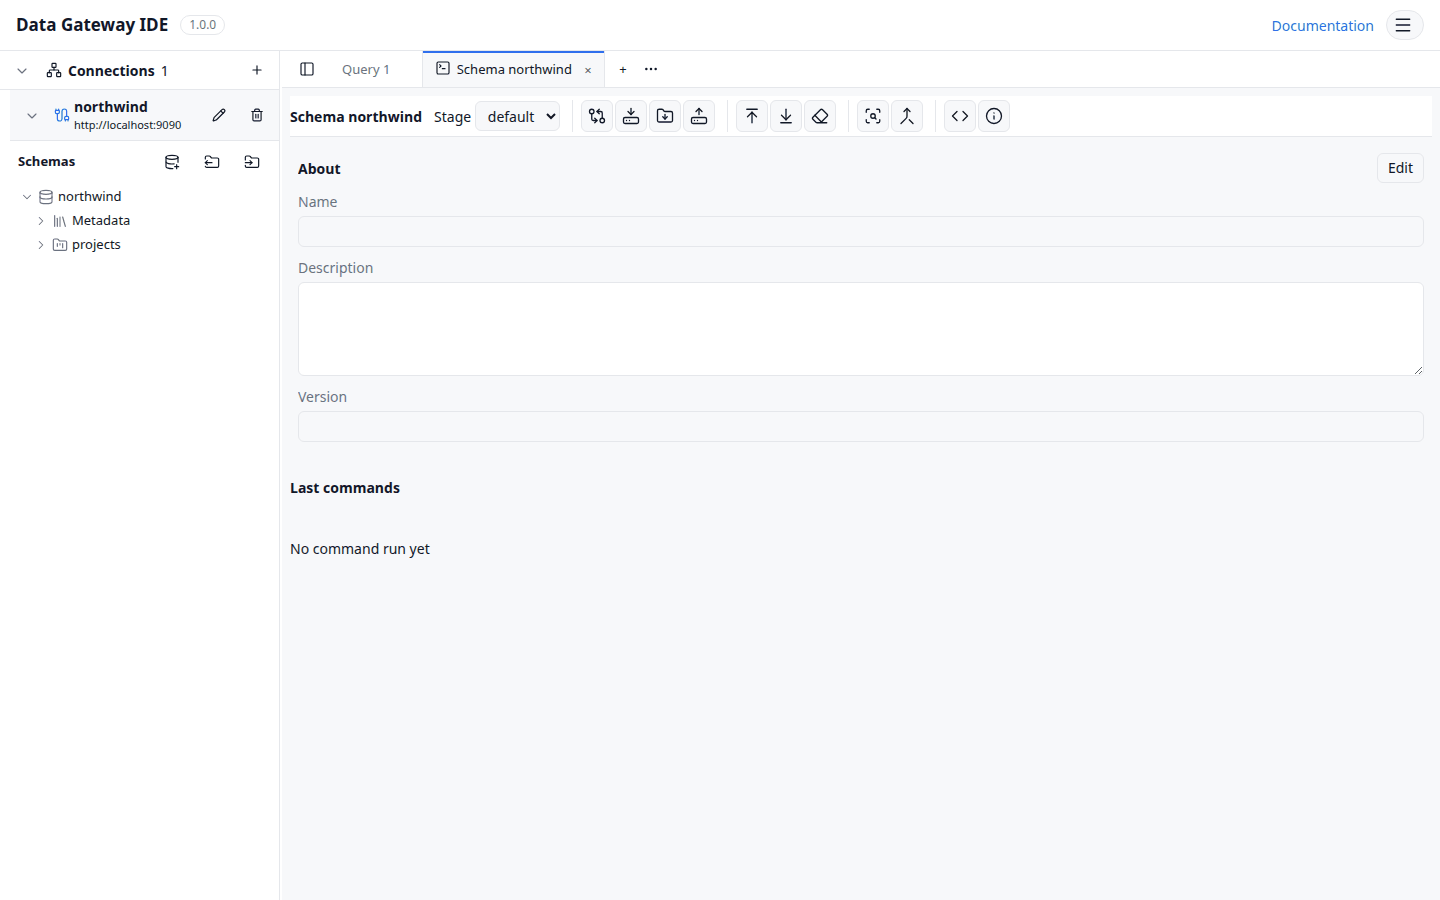 Data Gateway IDE 1.0.0 Documentation
Connections 1
Query 1 Schema northwind × + ···
northwind
http://localhost:9090
Schema northwind Stage default
Schemas
northwind
Metadata
projects
About Edit
Name
Description
Version
Last commands
No command run yet